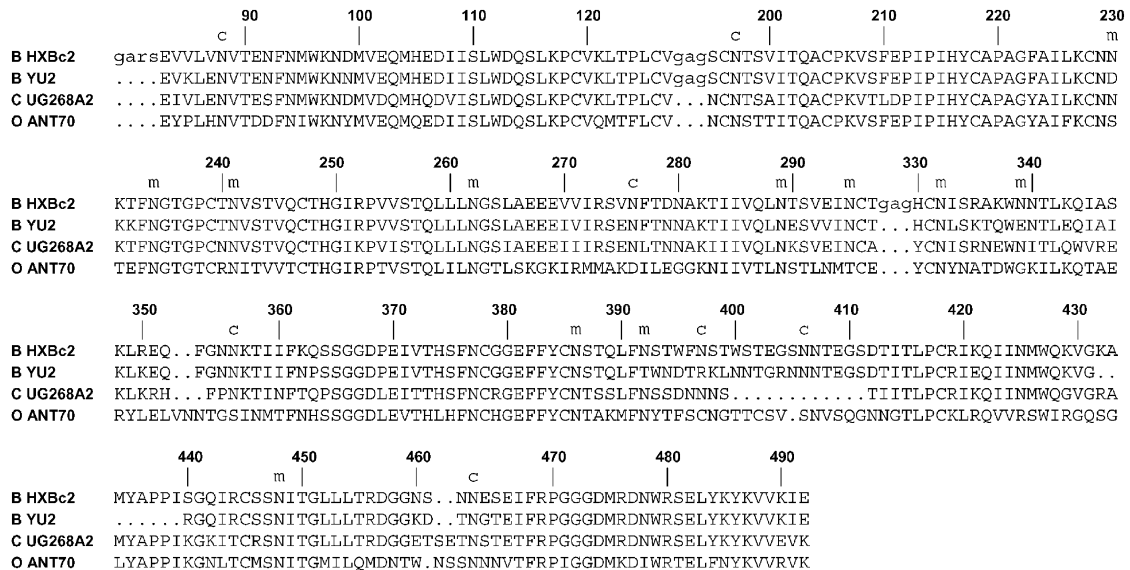 90 100 110 120 200 210 220 230
c c m
B HXBc2 garsEVVLVNVTENFNMWKNDMVEQMHEDIISLWDQSLKPCVKLTPLCVgagSCNTSVITQACPKVSFEPIPIHYCAPAGFAILKCNN
B YU2 ....EVKLENVTENFNMWKNNMVEQMHEDIISLWDQSLKPCVKLTPLCVgagSCNTSVITQACPKVSFEPIPIHYCAPAGFAILKCND
C UG268A2 ....EIVLENVTESFNMWKNDMVDQMHQDVISLWDQSLKPCVKLTPLCV...NCNTSAITQACPKVTLDPIPIHYCAPAGYAILKCNN
O ANT70 ....EYPLHNVTDDFNIWKNYMVEQMQEDIISLWDQSLKPCVQMTFLCV...NCNSTTITQACPKVSFEPIPIHYCAPAGYAIFKCNS
240 250 260 270 280 290 330 340
m m m c m m m m
B HXBc2 KTFNGTGPCTNVSTVQCTHGIRPVVSTQLLLNGSLAEEEVVIRSVNFTDNAKTIIVQLNTSVEINCTgagHCNISRAKWNNTLKQIAS
B YU2 KKFNGTGPCTNVSTVQCTHGIRPVVSTQLLLNGSLAEEEIVIRSENFTNNAKTIIVQLNESVVINCT...HCNLSKTQWENTLEQIAI
C UG268A2 KTFNGTGPCNNVSTVQCTHGIKPVISTQLLLNGSIAEEEIIIRSENLTNNAKIIIVQLNKSVEINCA...YCNISRNEWNITLQWVRE
O ANT70 TEFNGTGTCRNITVVTCTHGIRPTVSTQLILNGTLSKGKIRMMAKDILEGGKNIIVTLNSTLNMTCE...YCNYNATDWGKILKQTAE
350 360 370 380 390 400 410 420 430
c m m c c
B HXBc2 KLREQ..FGNNKTIIFKQSSGGDPEIVTHSFNCGGEFFYCNSTQLFNSTWFNSTWSTEGSNNTEGSDTITLPCRIKQIINMWQKVGKA
B YU2 KLKEQ..FGNNKTIIFNPSSGGDPEIVTHSFNCGGEFFYCNSTQLFTWNDTRKLNNTGRNNNTEGSDTITLPCRIKQIINMWQKVG..
C UG268A2 KLKRH..FPNKTINFTQPSGGDLEITTHSFNCRGEFFYCNTSSLFNSSDNNNS............TIITLPCRIKQIINMWQGVGRA
O ANT70 RYLELVNNTGSINMTFNHSSGGDLEVTHLHFNCHGEFFYCNTAKMFNYTFSCNGTTCSV.SNVSQGNNGTLPCKLRQVVRSWIRGQSG
440 450 460 470 480 490
m c
B HXBc2 MYAPPISGQIRCSSNITGLLLTRDGGNS..NNESEIFRPGGGDMRDNWRSELYKYKVVKIE
B YU2 .....RGQIRCSSNITGLLLTRDGGKD..TNGTEIFRPGGGDMRDNWRSELYKYKVVKIE
C UG268A2 MYAPPIKGKITCRSNITGLLLTRDGGETSETNSTETFRPGGGDMRDNWRSELYKYKVVEVK
O ANT70 LYAPPIKGNLTCMSNITGMILQMDNTW.NSSNNNVTFRPIGGDMKDIWRTELFNYKVVRVK